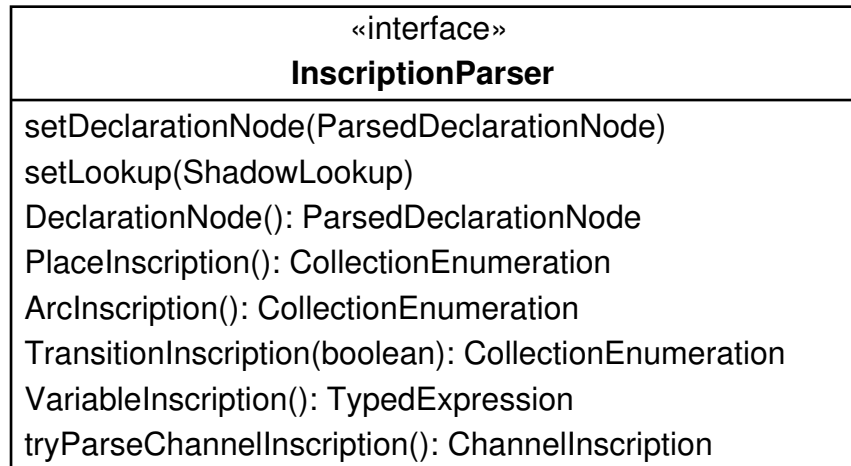 «interface»
InscriptionParser
setDeclarationNode(ParsedDeclarationNode)
setLookup(ShadowLookup)
DeclarationNode(): ParsedDeclarationNode
PlaceInscription(): CollectionEnumeration
ArcInscription(): CollectionEnumeration
TransitionInscription(boolean): CollectionEnumeration
VariableInscription(): TypedExpression
tryParseChannelInscription(): ChannelInscription